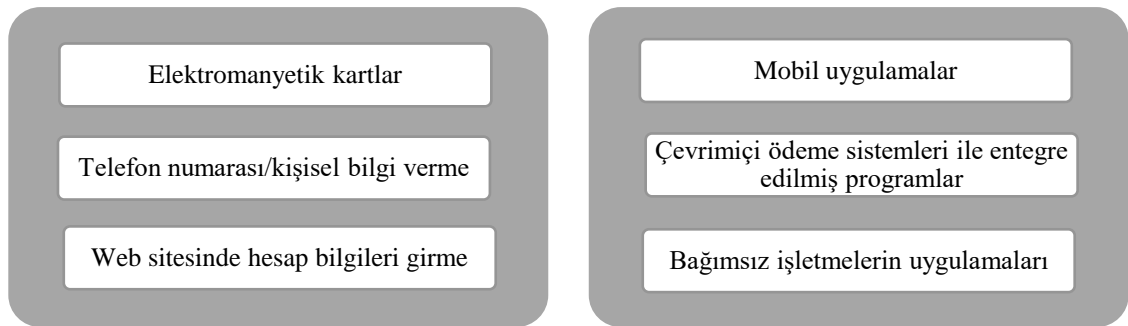 Elektromanyetik kartlar
Telefon numarası/kişisel bilgi verme
Web sitesinde hesap bilgileri girme
Mobil uygulamalar
Çevrimiçi ödeme sistemleri ile entegre
edilmiş programlar
Bağımsız işletmelerin uygulamaları